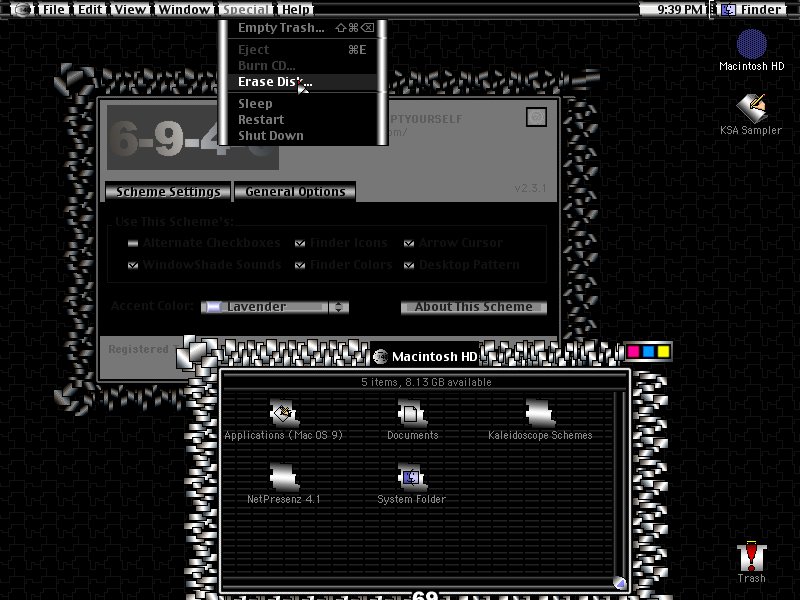 File Edit View Window Special Help 9:39 PM Finder
Empty Trash... ⇧⌘⌫
Eject ⌘E
Burn CD...
Erase Disk...
Sleep
Restart
Shut Down
Macintosh HD
KSA Sampler
PTYOURSELF
om/
Scheme Settings General Options
v2.3.1
Use This Scheme's:
Alternate Checkboxes Finder Icons Arrow Cursor
WindowShade Sounds Finder Colors Desktop Pattern
Accent Color: Lavender About This Scheme
Registered
Macintosh HD
5 items, 8.13 GB available
Applications (Mac OS 9) Documents Kaleidoscope Schemes
NetPresenz 4.1 System Folder
Trash
69